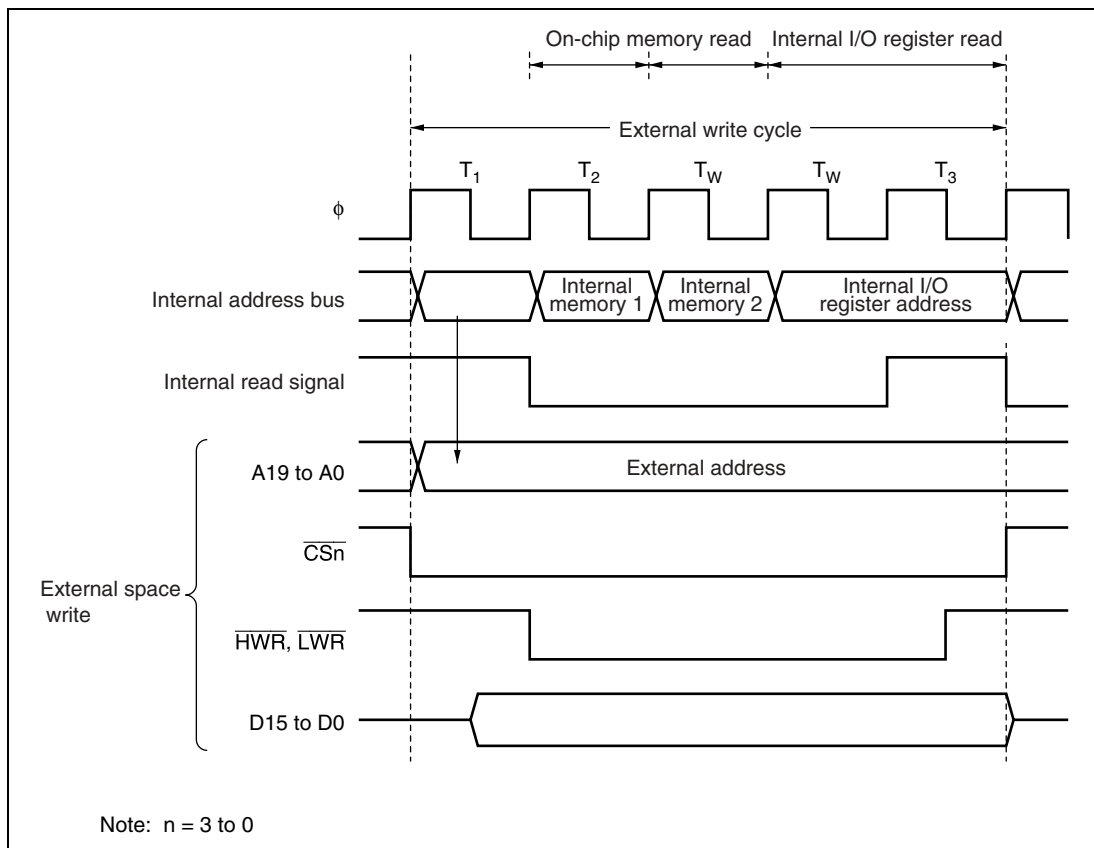 On-chip memory read Internal I/O register read
External write cycle
T1 T2 TW TW T3
ϕ
Internal address bus
Internal memory 1
Internal memory 2
Internal I/O register address
Internal read signal
A19 to A0
External address
CSn
External space write
HWR, LWR
D15 to D0
Note: n = 3 to 0